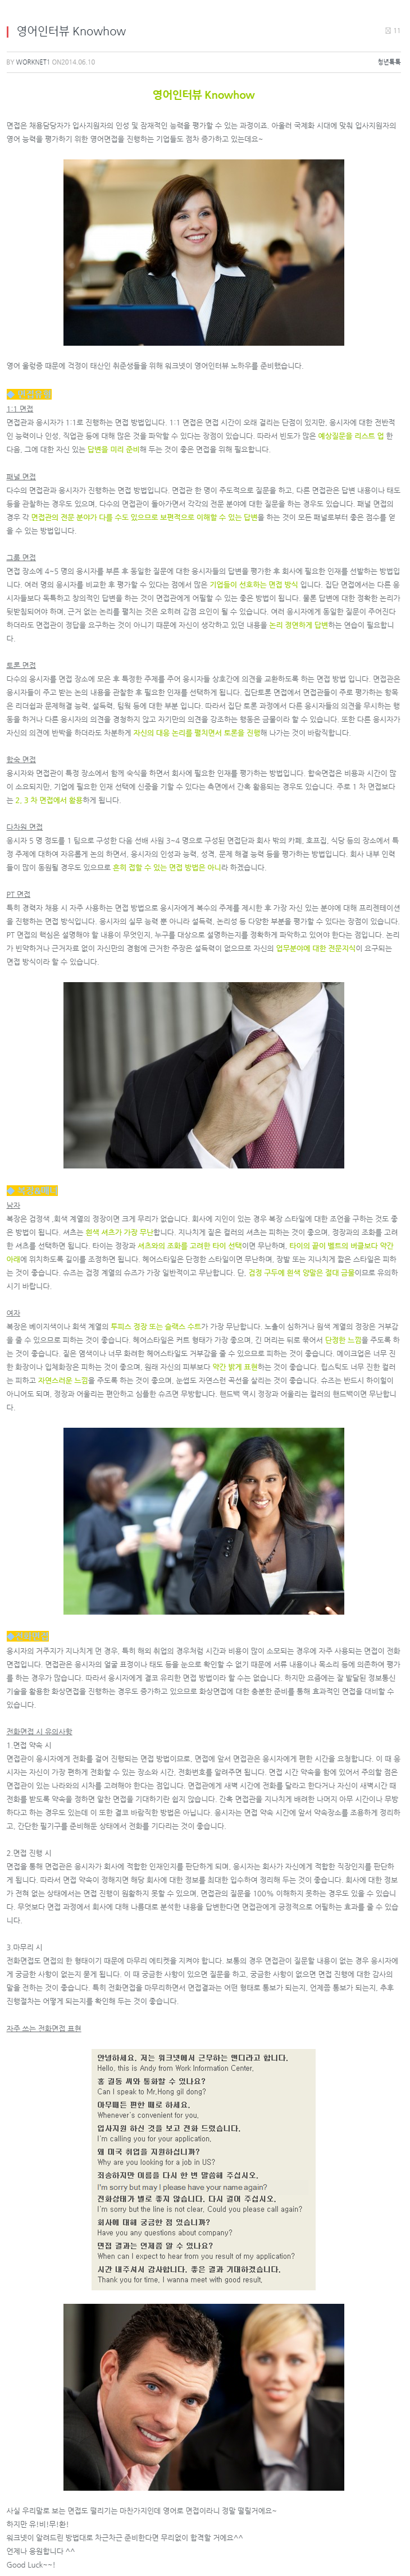 영어인터뷰 Knowhow
11
BY WORKNET1 ON2014.06.10
청년톡톡
영어인터뷰 Knowhow
면접은 채용담당자가 입사지원자의 인성 및 잠재적인 능력을 평가할 수 있는 과정이죠. 아울러 국제화 시대에 맞춰 입사지원자의
영어 능력을 평가하기 위한 영어면접을 진행하는 기업들도 점차 증가하고 있는데요~
영어 울렁증 때문에 걱정이 태산인 취준생들을 위해 워크넷이 영어인터뷰 노하우를 준비했습니다.
1:1 면접
면접관과 응시자가 1:1로 진행하는 면접 방법입니다. 1:1 면접은 면접 시간이 오래 걸리는 단점이 있지만, 응시자에 대한 전반적
인 능력이나 인성, 직업관 등에 대해 많은 것을 파악할 수 있다는 장점이 있습니다. 따라서 빈도가 많은 예상질문을 리스트 업 한
다음, 그에 대한 자신 있는 답변을 미리 준비해 두는 것이 좋은 면접을 위해 필요합니다.
패널 면접
다수의 면접관과 응시자가 진행하는 면접 방법입니다. 면접관 한 명이 주도적으로 질문을 하고, 다른 면접관은 답변 내용이나 태도
등을 관찰하는 경우도 있으며, 다수의 면접관이 돌아가면서 각각의 전문 분야에 대한 질문을 하는 경우도 있습니다. 패널 면접의
경우 각 면접관의 전문 분야가 다를 수도 있으므로 보편적으로 이해할 수 있는 답변을 하는 것이 모든 패널로부터 좋은 점수를 얻
을 수 있는 방법입니다.
그룹 면접
면접 장소에 4~5 명의 응시자를 부른 후 동일한 질문에 대한 응시자들의 답변을 평가한 후 회사에 필요한 인재를 선발하는 방법입
니다. 여러 명의 응시자를 비교한 후 평가할 수 있다는 점에서 많은 기업들이 선호하는 면접 방식 입니다. 집단 면접에서는 다른 응
시자들보다 독특하고 창의적인 답변을 하는 것이 면접관에게 어필할 수 있는 좋은 방법이 됩니다. 물론 답변에 대한 정확한 논리가
뒷받침되어야 하며, 근거 없는 논리를 펼치는 것은 오히려 감점 요인이 될 수 있습니다. 여러 응시자에게 동일한 질문이 주어진다
하더라도 면접관이 정답을 요구하는 것이 아니기 때문에 자신이 생각하고 있던 내용을 논리 정연하게 답변하는 연습이 필요합니
다.
토론 면접
다수의 응시자를 면접 장소에 모은 후 특정한 주제를 주어 응시자들 상호간에 의견을 교환하도록 하는 면접 방법 입니다. 면접관은
응시자들이 주고 받는 논의 내용을 관찰한 후 필요한 인재를 선택하게 됩니다. 집단토론 면접에서 면접관들이 주로 평가하는 항목
은 리더쉽과 문제해결 능력, 설득력, 팀웍 등에 대한 부분 입니다. 따라서 집단 토론 과정에서 다른 응시자들의 의견을 무시하는 행
동을 하거나 다른 응시자의 의견을 경청하지 않고 자기만의 의견을 강조하는 행동은 금물이라 할 수 있습니다. 또한 다른 응시자가
자신의 의견에 반박을 하더라도 차분하게 자신의 대응 논리를 펼치면서 토론을 진행해 나가는 것이 바람직합니다.
합숙 면접
응시자와 면접관이 특정 장소에서 함께 숙식을 하면서 회사에 필요한 인재를 평가하는 방법입니다. 합숙면접은 비용과 시간이 많
이 소요되지만, 기업에 필요한 인재 선택에 신중을 기할 수 있다는 측면에서 간혹 활용되는 경우도 있습니다. 주로 1 차 면접보다
는 2, 3 차 면접에서 활용하게 됩니다.
다차원 면접
응시자 5 명 정도를 1 팀으로 구성한 다음 선배 사원 3~4 명으로 구성된 면접단과 회사 밖의 카페, 호프집, 식당 등의 장소에서 특
정 주제에 대하여 자유롭게 논의 하면서, 응시자의 인성과 능력, 성격, 문제 해결 능력 등을 평가하는 방법입니다. 회사 내부 인력
들이 많이 동원될 경우도 있으므로 흔히 접할 수 있는 면접 방법은 아니라 하겠습니다.
PT 면접
특히 경력자 채용 시 자주 사용하는 면접 방법으로 응시자에게 복수의 주제를 제시한 후 가장 자신 있는 분야에 대해 프리젠테이션
을 진행하는 면접 방식입니다. 응시자의 실무 능력 뿐 아니라 설득력, 논리성 등 다양한 부분을 평가할 수 있다는 장점이 있습니다.
PT 면접의 핵심은 설명해야 할 내용이 무엇인지, 누구를 대상으로 설명하는지를 정확하게 파악하고 있어야 한다는 점입니다. 논리
가 빈약하거나 근거자료 없이 자신만의 경험에 근거한 주장은 설득력이 없으므로 자신의 업무분야에 대한 전문지식이 요구되는
면접 방식이라 할 수 있습니다.
남자
복장은 검정색 ,회색 계열의 정장이면 크게 무리가 없습니다. 회사에 지인이 있는 경우 복장 스타일에 대한 조언을 구하는 것도 좋
은 방법이 됩니다. 셔츠는 흰색 셔츠가 가장 무난합니다. 지나치게 짙은 컬러의 셔츠는 피하는 것이 좋으며, 정장과의 조화를 고려
한 셔츠를 선택하면 됩니다. 타이는 정장과 셔츠와의 조화를 고려한 타이 선택이면 무난하며, 타이의 끝이 벨트의 버클보다 약간
아래에 위치하도록 길이를 조정하면 됩니다. 헤어스타일은 단정한 스타일이면 무난하며, 장발 또는 지나치게 짧은 스타일은 피하
는 것이 좋습니다. 슈즈는 검정 계열의 슈즈가 가장 일반적이고 무난합니다. 단, 검정 구두에 흰색 양말은 절대 금물이므로 유의하
시기 바랍니다.
여자
복장은 베이지색이나 회색 계열의 투피스 정장 또는 슬랙스 수트가 가장 무난합니다. 노출이 심하거나 원색 계열의 정장은 거부감
을 줄 수 있으므로 피하는 것이 좋습니다. 헤어스타일은 커트 형태가 가장 좋으며, 긴 머리는 뒤로 묶어서 단정한 느낌을 주도록 하
는 것이 좋습니다. 짙은 염색이나 너무 화려한 헤어스타일도 거부감을 줄 수 있으므로 피하는 것이 좋습니다. 메이크업은 너무 진
한 화장이나 입체화장은 피하는 것이 좋으며, 원래 자신의 피부보다 약간 밝게 표현하는 것이 좋습니다. 립스틱도 너무 진한 컬러
는 피하고 자연스러운 느낌을 주도록 하는 것이 좋으며, 눈썹도 자연스런 곡선을 살리는 것이 좋습니다. 슈즈는 반드시 하이힐이
아니어도 되며, 정장과 어울리는 편안하고 심플한 슈즈면 무방합니다. 핸드백 역시 정장과 어울리는 컬러의 핸드백이면 무난합니
다.
응시자의 거주지가 지나치게 먼 경우, 특히 해외 취업의 경우처럼 시간과 비용이 많이 소모되는 경우에 자주 사용되는 면접이 전화
면접입니다. 면접관은 응시자의 얼굴 표정이나 태도 등을 눈으로 확인할 수 없기 때문에 서류 내용이나 목소리 등에 의존하여 평가
를 하는 경우가 많습니다. 따라서 응시자에게 결코 유리한 면접 방법이라 할 수는 없습니다. 하지만 요즘에는 잘 발달된 정보통신
기술을 활용한 화상면접을 진행하는 경우도 증가하고 있으므로 화상면접에 대한 충분한 준비를 통해 효과적인 면접을 대비할 수
있습니다.
전화면접 시 유의사항
1.면접 약속 시
면접관이 응시자에게 전화를 걸어 진행되는 면접 방법이므로, 면접에 앞서 면접관은 응시자에게 편한 시간을 요청합니다. 이 때 응
시자는 자신이 가장 편하게 전화할 수 있는 장소와 시간, 전화번호를 알려주면 됩니다. 면접 시간 약속을 함에 있어서 주의할 점은
면접관이 있는 나라와의 시차를 고려해야 한다는 점입니다. 면접관에게 새벽 시간에 전화를 달라고 한다거나 자신이 새벽시간 때
전화를 받도록 약속을 정하면 알찬 면접을 기대하기란 쉽지 않습니다. 간혹 면접관을 지나치게 배려한 나머지 아무 시간이나 무방
하다고 하는 경우도 있는데 이 또한 결코 바람직한 방법은 아닙니다. 응시자는 면접 약속 시간에 앞서 약속장소를 조용하게 정리하
고, 간단한 필기구를 준비해둔 상태에서 전화를 기다리는 것이 좋습니다.
2.면접 진행 시
면접을 통해 면접관은 응시자가 회사에 적합한 인재인지를 판단하게 되며, 응시자는 회사가 자신에게 적합한 직장인지를 판단하
게 됩니다. 따라서 면접 약속이 정해지면 해당 회사에 대한 정보를 최대한 입수하여 정리해 두는 것이 좋습니다. 회사에 대한 정보
가 전혀 없는 상태에서는 면접 진행이 원활하지 못할 수 있으며, 면접관의 질문을 100% 이해하지 못하는 경우도 있을 수 있습니
다. 무엇보다 면접 과정에서 회사에 대해 나름대로 분석한 내용을 답변한다면 면접관에게 긍정적으로 어필하는 효과를 줄 수 있습
니다.
3.마무리 시
전화면접도 면접의 한 형태이기 때문에 마무리 에티켓을 지켜야 합니다. 보통의 경우 면접관이 질문할 내용이 없는 경우 응시자에
게 궁금한 사항이 없는지 묻게 됩니다. 이 때 궁금한 사항이 있으면 질문을 하고, 궁금한 사항이 없으면 면접 진행에 대한 감사의
말을 전하는 것이 좋습니다. 특히 전화면접을 마무리하면서 면접결과는 어떤 형태로 통보가 되는지, 언제쯤 통보가 되는지, 추후
진행절차는 어떻게 되는지를 확인해 두는 것이 좋습니다.
자주 쓰는 전화면접 표현
안녕하세요, 저는 워크넷에서 근무하는 앤디라고 합니다.
Hello, this is Andy from Work Information Center,
홍 길동 씨와 통화할 수 있나요?
Can I speak to Mr,Hong gil dong?
아무때든 편한 때로 하세요.
Whenever's convenient for you,
입사지원 하신 것을 보고 전화 드렸습니다.
I'm calling you for your application,
왜 미국 취업을 지원하십니까?
Why are you looking for a job in US?
죄송하지만 이름을 다시 한 번 말씀해 주십시오.
I'm sorry but may I please have your name again?
전화상태가 별로 좋지 않습니다. 다시 걸어 주십시오.
I'm sorry but the line is not clear, Could you please call again?
회사에 대해 궁금한 점 있습니까?
Have you any questions about company?
면접 결과는 언제쯤 알 수 있나요?
When can I expect to hear from you result of my application?
시간 내주셔서 감사합니다. 좋은 결과 기대하겠습니다.
Thank you for time, I wanna meet with good result,
사실 우리말로 보는 면접도 떨리기는 마찬가지인데 영어로 면접이라니 정말 떨릴거에요~
하지만 유!비!무!환!
워크넷이 알려드린 방법대로 차근차근 준비한다면 무리없이 합격할 거에요^^
언제나 응원합니다 ^^
Good Luck~~!